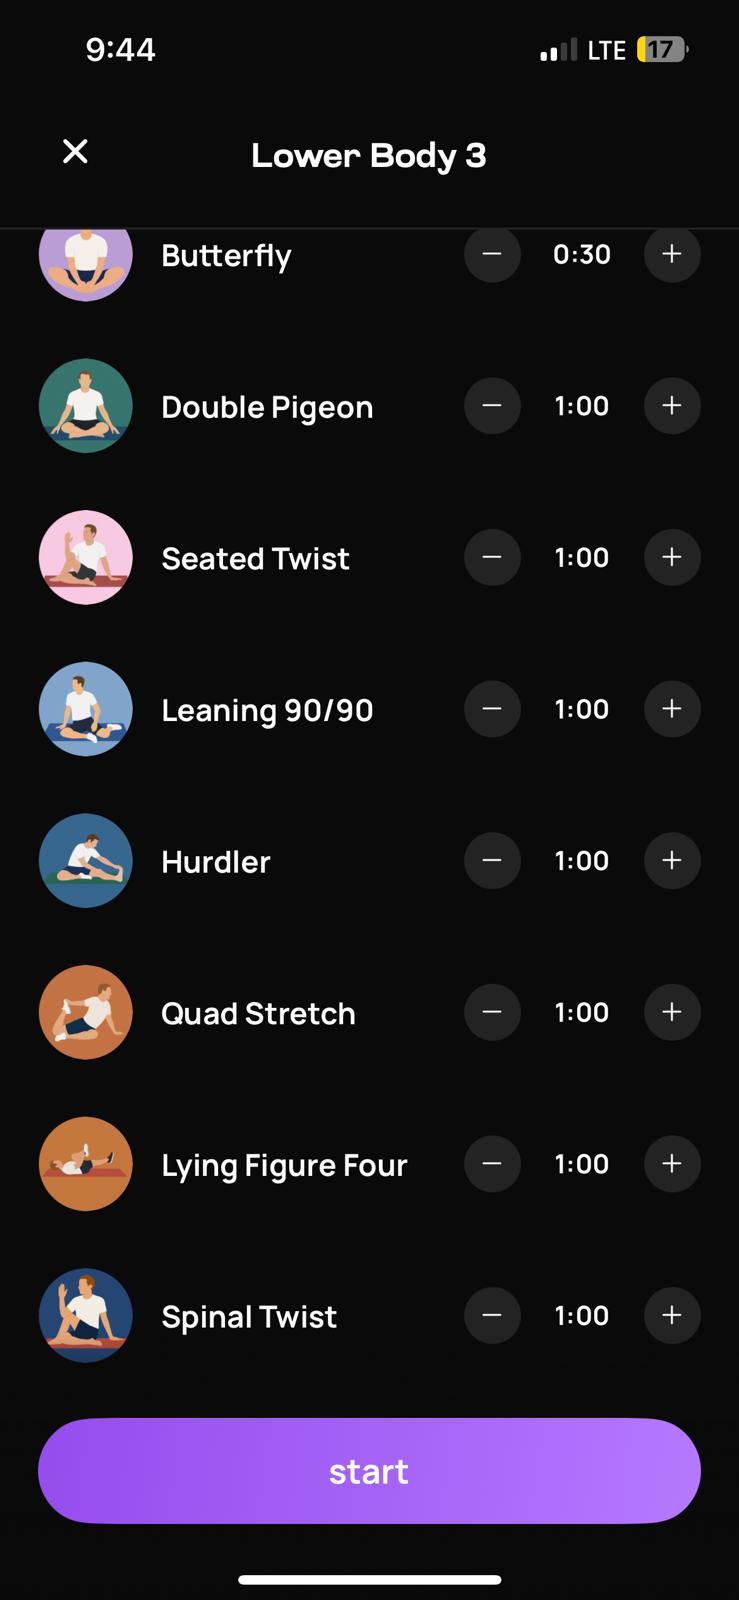 9:44
LTE
17
Lower Body 3
Butterfly
0:30
Double Pigeon
1:00
Seated Twist
1:00
Leaning 90/90
1:00
Hurdler
1:00
Quad Stretch
1:00
Lying Figure Four
1:00
Spinal Twist
1:00
start